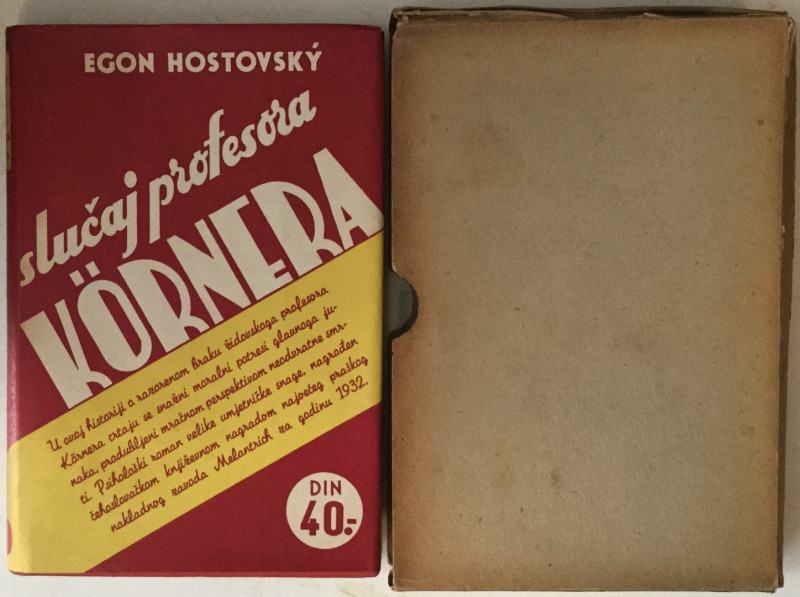 EGON HOSTOVSKÝ
slučaj profesora
KÖRNERA
U ovoj historiji o razorenom braku židovskoga profesora
Körnera crtaju se snažni moralni potresi glavnoga ju-
naka, produbljeni mračnom perspektivom neodvratne smr-
ti. Psihološki roman velike umjetničke snage, nagrađen
čehoslovačkom književnom nagradom najvećeg praškog
nakladnog zavoda Melantrich za godinu 1932.
DIN
40.-